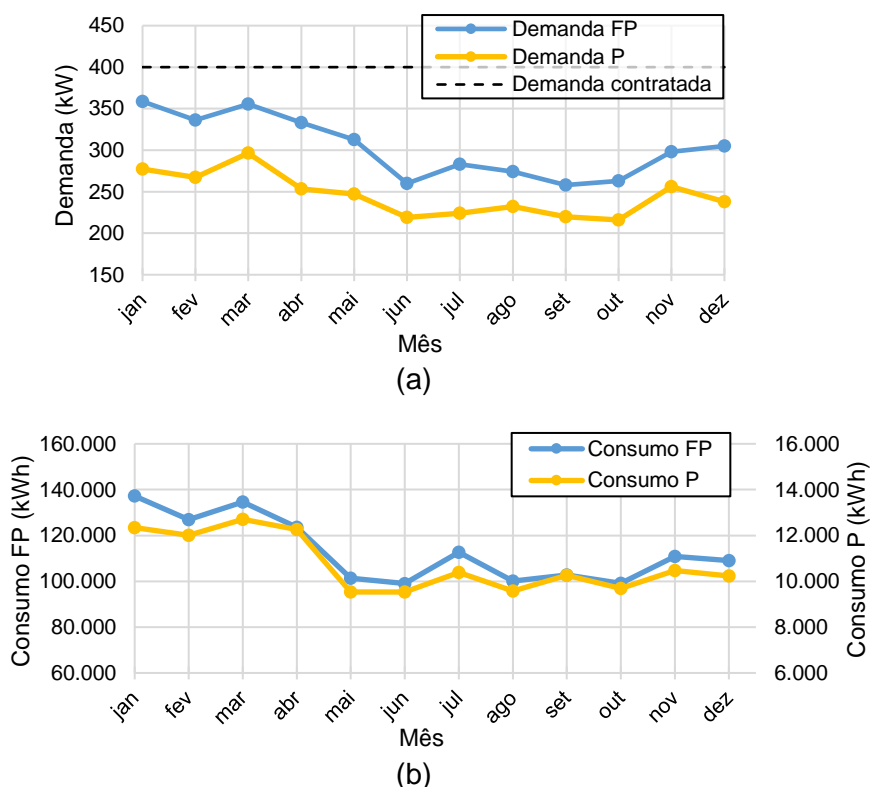 450
400
350
300
250
200
150
Demanda (kW)
Demanda FP
Demanda P
Demanda contratada
jan
fev
mar
abr
mai
jun
jul
ago
set
out
nov
dez
Mês
(a)
160.000
140.000
120.000
100.000
80.000
60.000
Consumo FP (kWh)
Consumo FP
Consumo P
16.000
14.000
12.000
10.000
8.000
6.000
Consumo P (kWh)
jan
fev
mar
abr
mai
jun
jul
ago
set
out
nov
dez
Mês
(b)